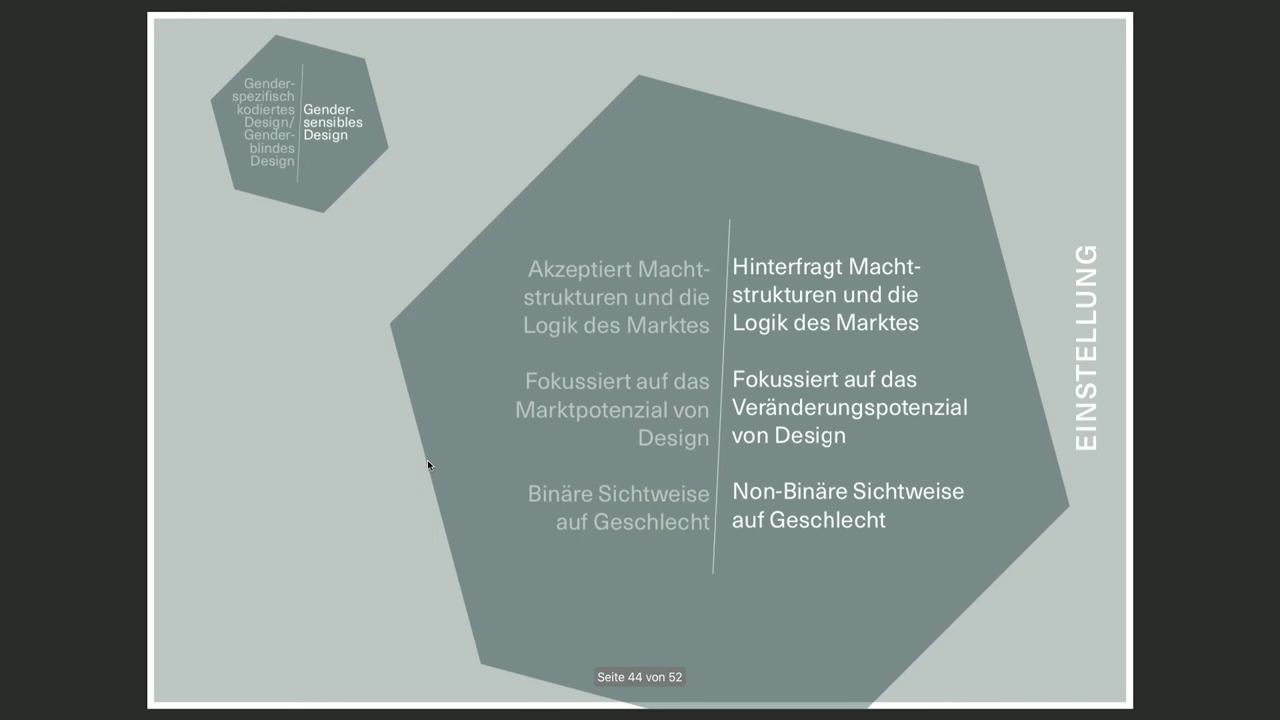 Gender-
spezifisch
kodiertes
Design/
Gender-
blindes
Design
Gender-
sensibles
Design
Akzeptiert Macht-
strukturen und die
Logik des Marktes
Fokussiert auf das
Marktpotenzial von
Design
Binäre Sichtweise
auf Geschlecht
Hinterfragt Macht-
strukturen und die
Logik des Marktes
Fokussiert auf das
Veränderungspotenzial
von Design
Non-Binäre Sichtweise
auf Geschlecht
EINSTELLUNG
Seite 44 von 52